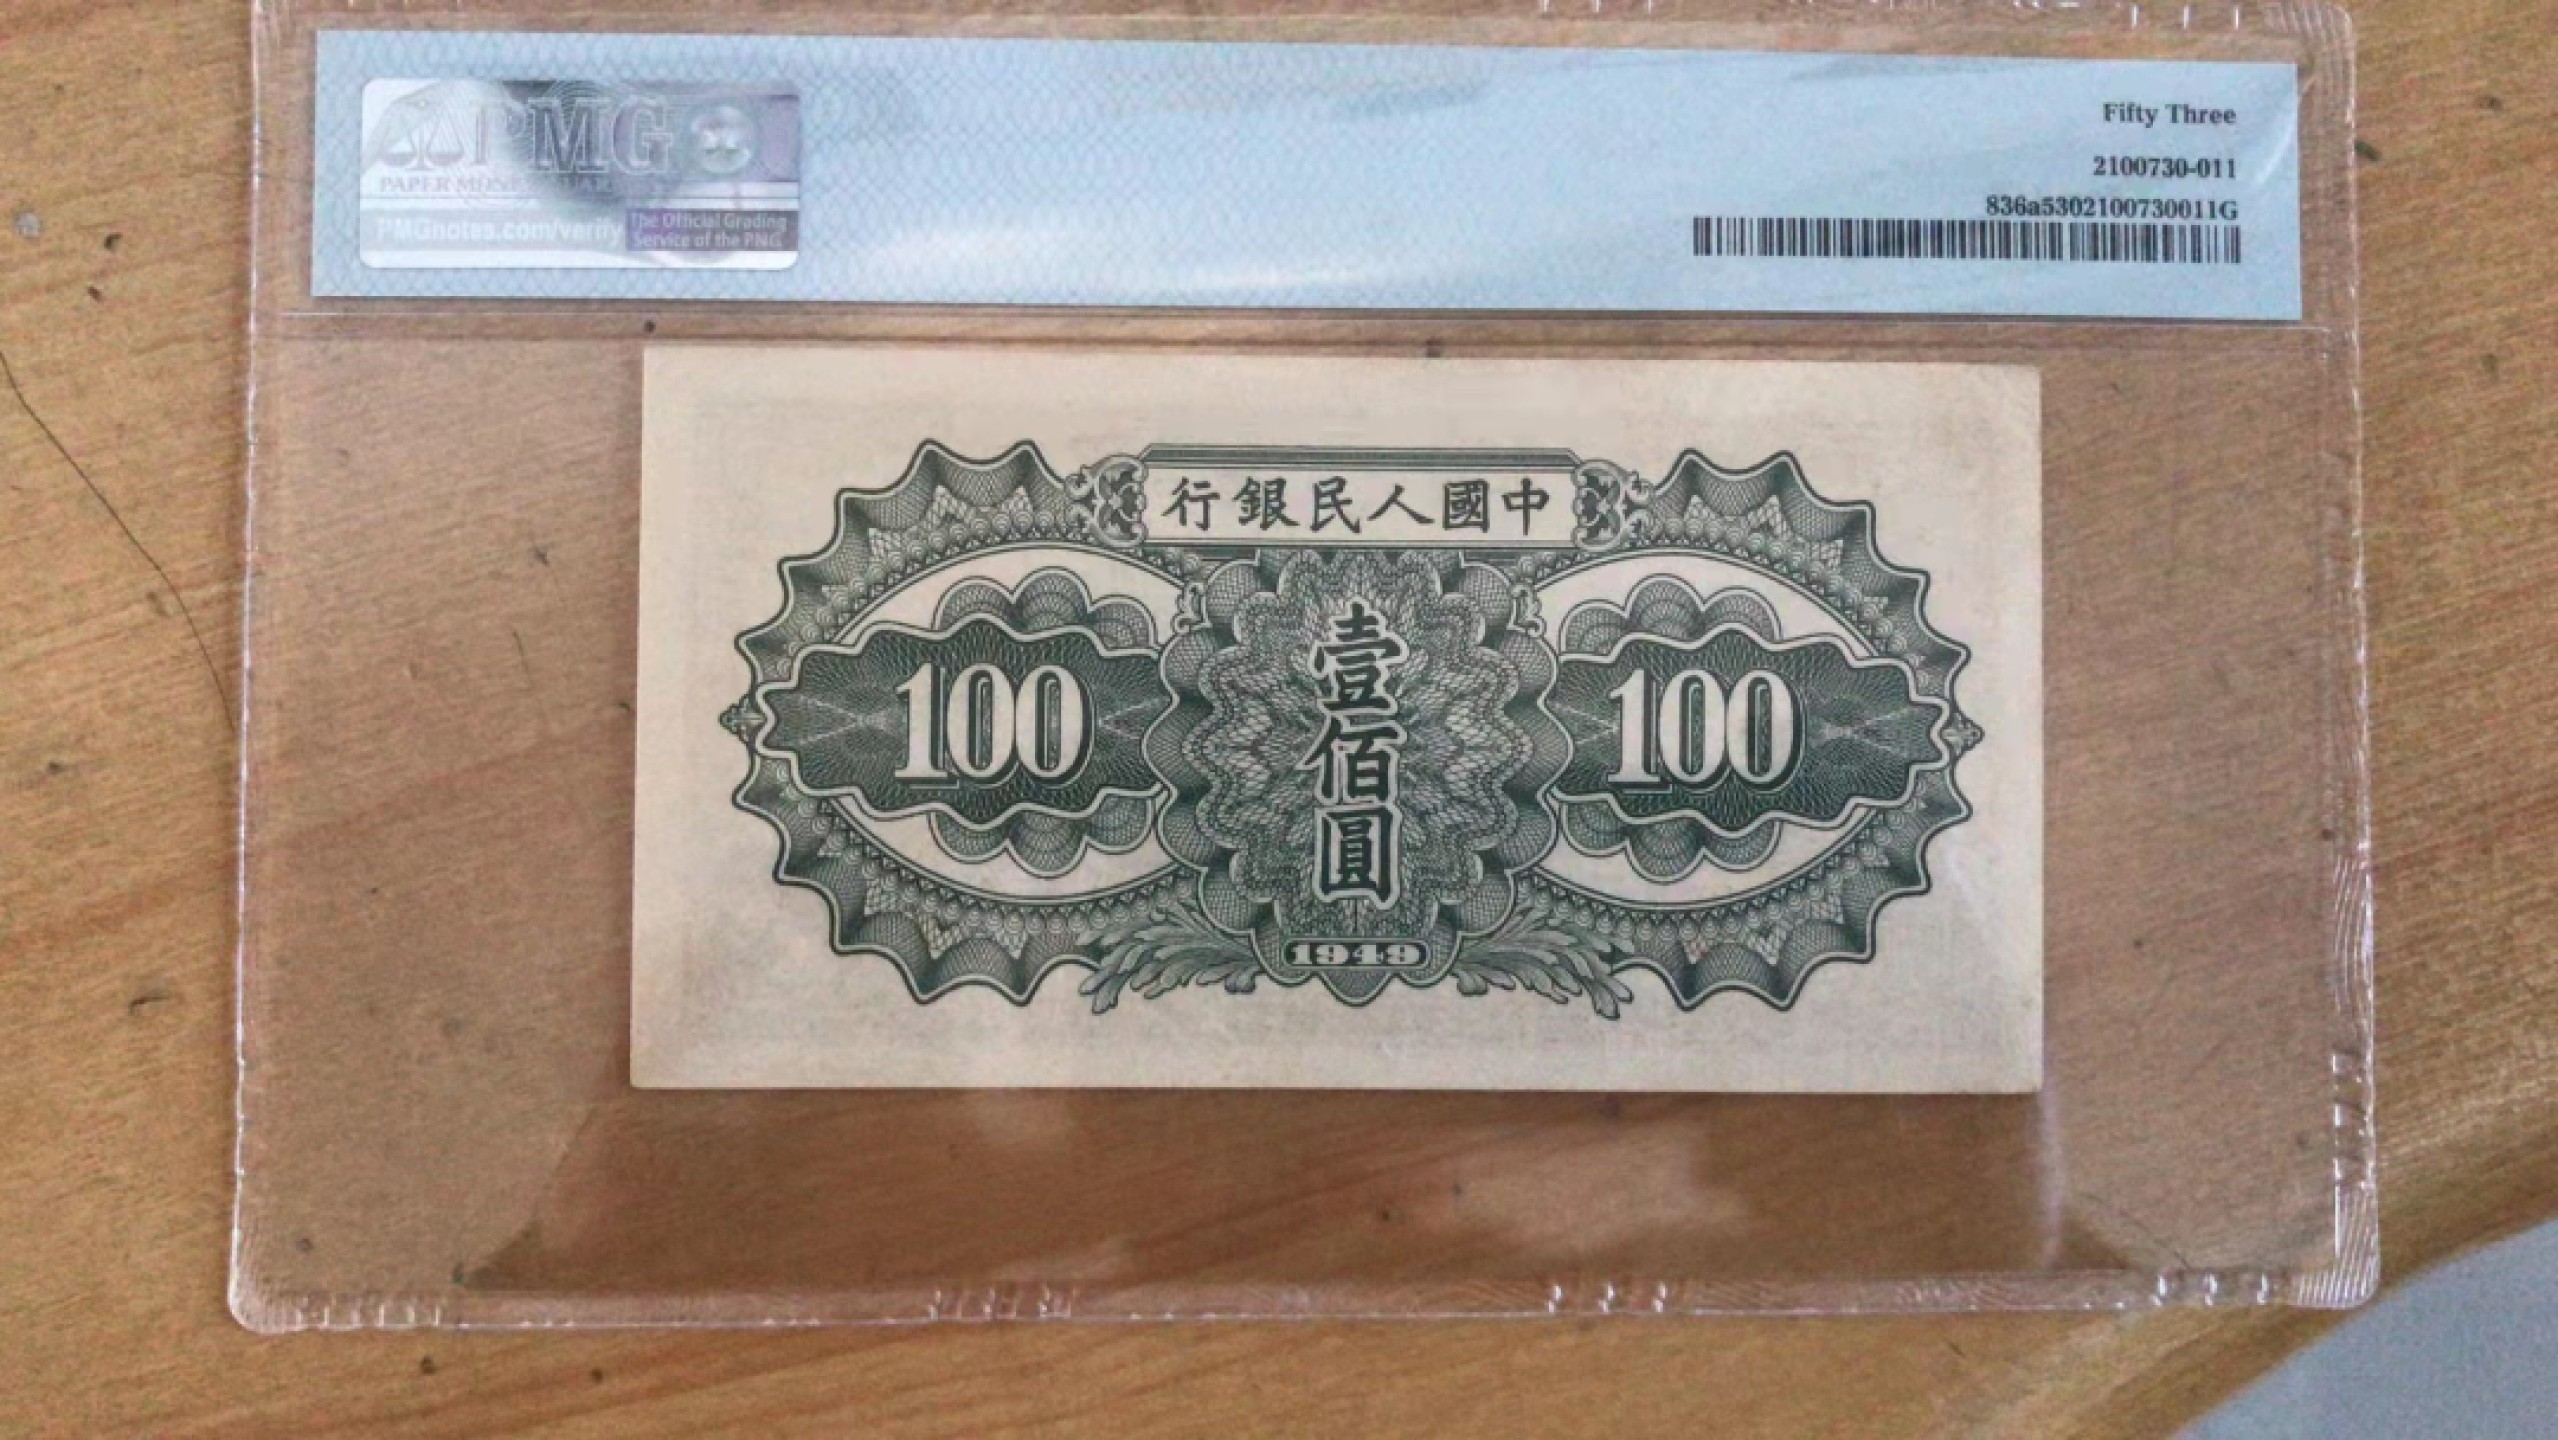 PMG
PAPER MONEY GUAR
PMGnotes.com/verify
The Official Grading
Service of the PNG
Fifty Three
2100730-011
836a5302100730011G
行銀民人國中
100
壹佰圓
100
1949